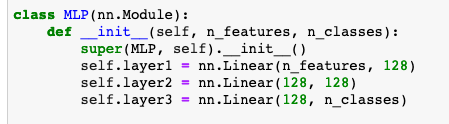 class MLP(nn.Module):
    def __init__(self, n_features, n_classes):
        super(MLP, self).__init__()
        self.layer1 = nn.Linear(n_features, 128)
        self.layer2 = nn.Linear(128, 128)
        self.layer3 = nn.Linear(128, n_classes)